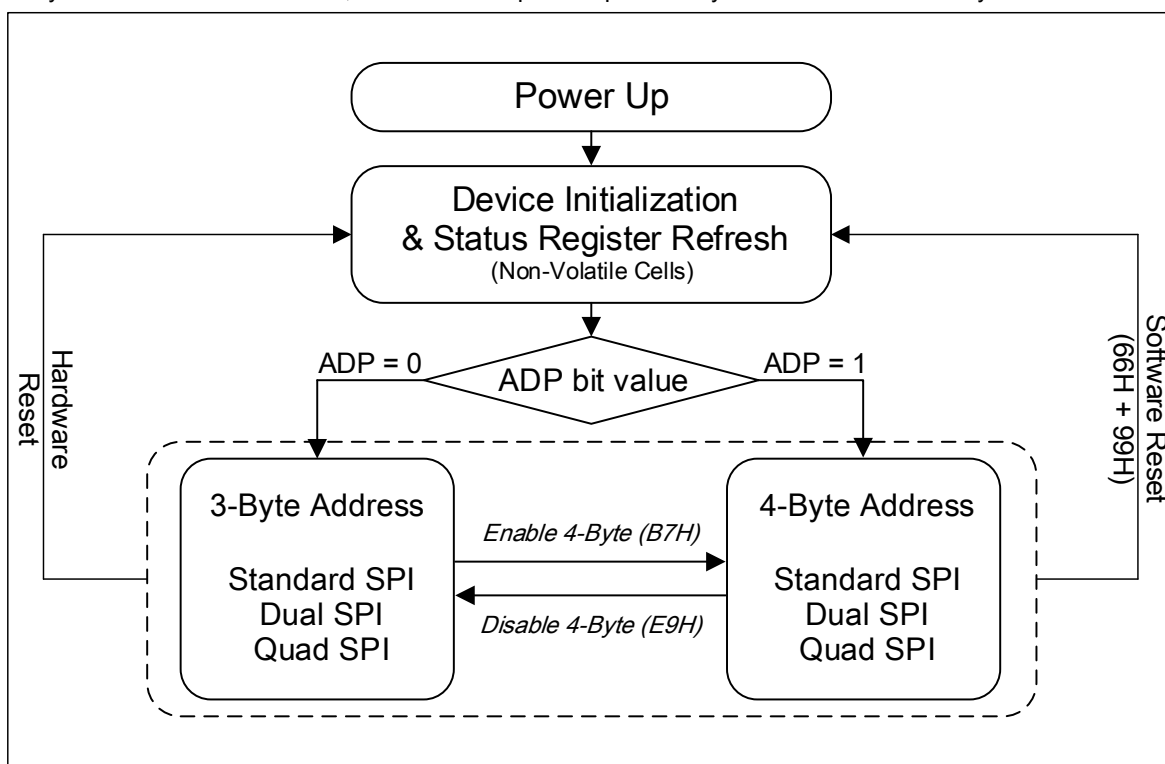 Power Up
Device Initialization
& Status Register Refresh
(Non-Volatile Cells)
ADP = 0
ADP bit value
ADP = 1
Hardware
Reset
Software Reset
(66H + 99H)
3-Byte Address
Standard SPI
Dual SPI
Quad SPI
Enable 4-Byte (B7H)
Disable 4-Byte (E9H)
4-Byte Address
Standard SPI
Dual SPI
Quad SPI